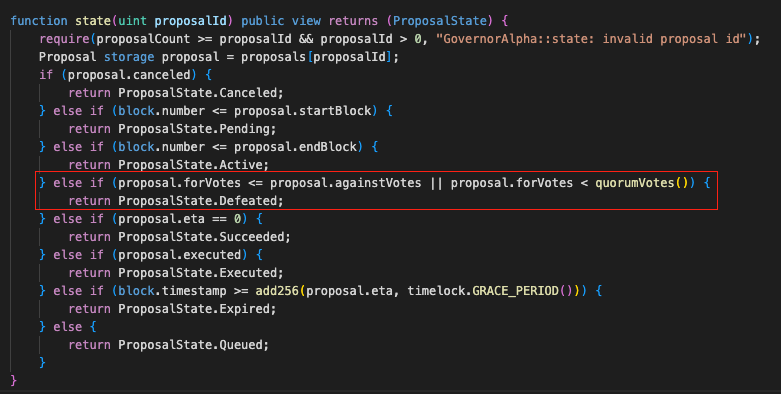 function state(uint proposalId) public view returns (ProposalState) {
    require(proposalCount >= proposalId && proposalId > 0, "GovernorAlpha::state: invalid proposal id");
    Proposal storage proposal = proposals[proposalId];
    if (proposal.canceled) {
        return ProposalState.Canceled;
    } else if (block.number <= proposal.startBlock) {
        return ProposalState.Pending;
    } else if (block.number <= proposal.endBlock) {
        return ProposalState.Active;
    } else if (proposal.forVotes <= proposal.againstVotes || proposal.forVotes < quorumVotes()) {
        return ProposalState.Defeated;
    } else if (proposal.eta == 0) {
        return ProposalState.Succeeded;
    } else if (proposal.executed) {
        return ProposalState.Executed;
    } else if (block.timestamp >= add256(proposal.eta, timelock.GRACE_PERIOD())) {
        return ProposalState.Expired;
    } else {
        return ProposalState.Queued;
    }
}